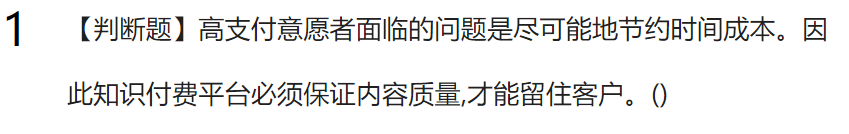 1 【判断题】高支付意愿者面临的问题是尽可能地节约时间成本。因
此知识付费平台必须保证内容质量,才能留住客户。()